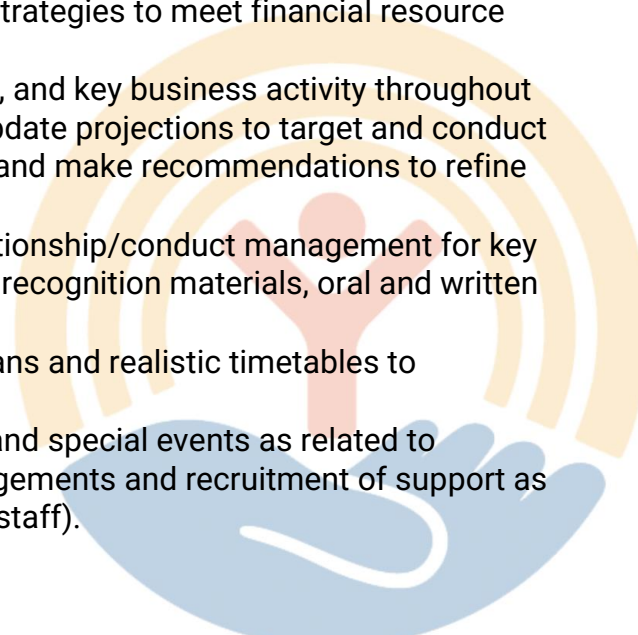 trategies to meet financial resource
, and key business activity throughout
date projections to target and conduct
and make recommendations to refine
tionship/conduct management for key
recognition materials, oral and written
ans and realistic timetables to
and special events as related to
gements and recruitment of support as
staff).